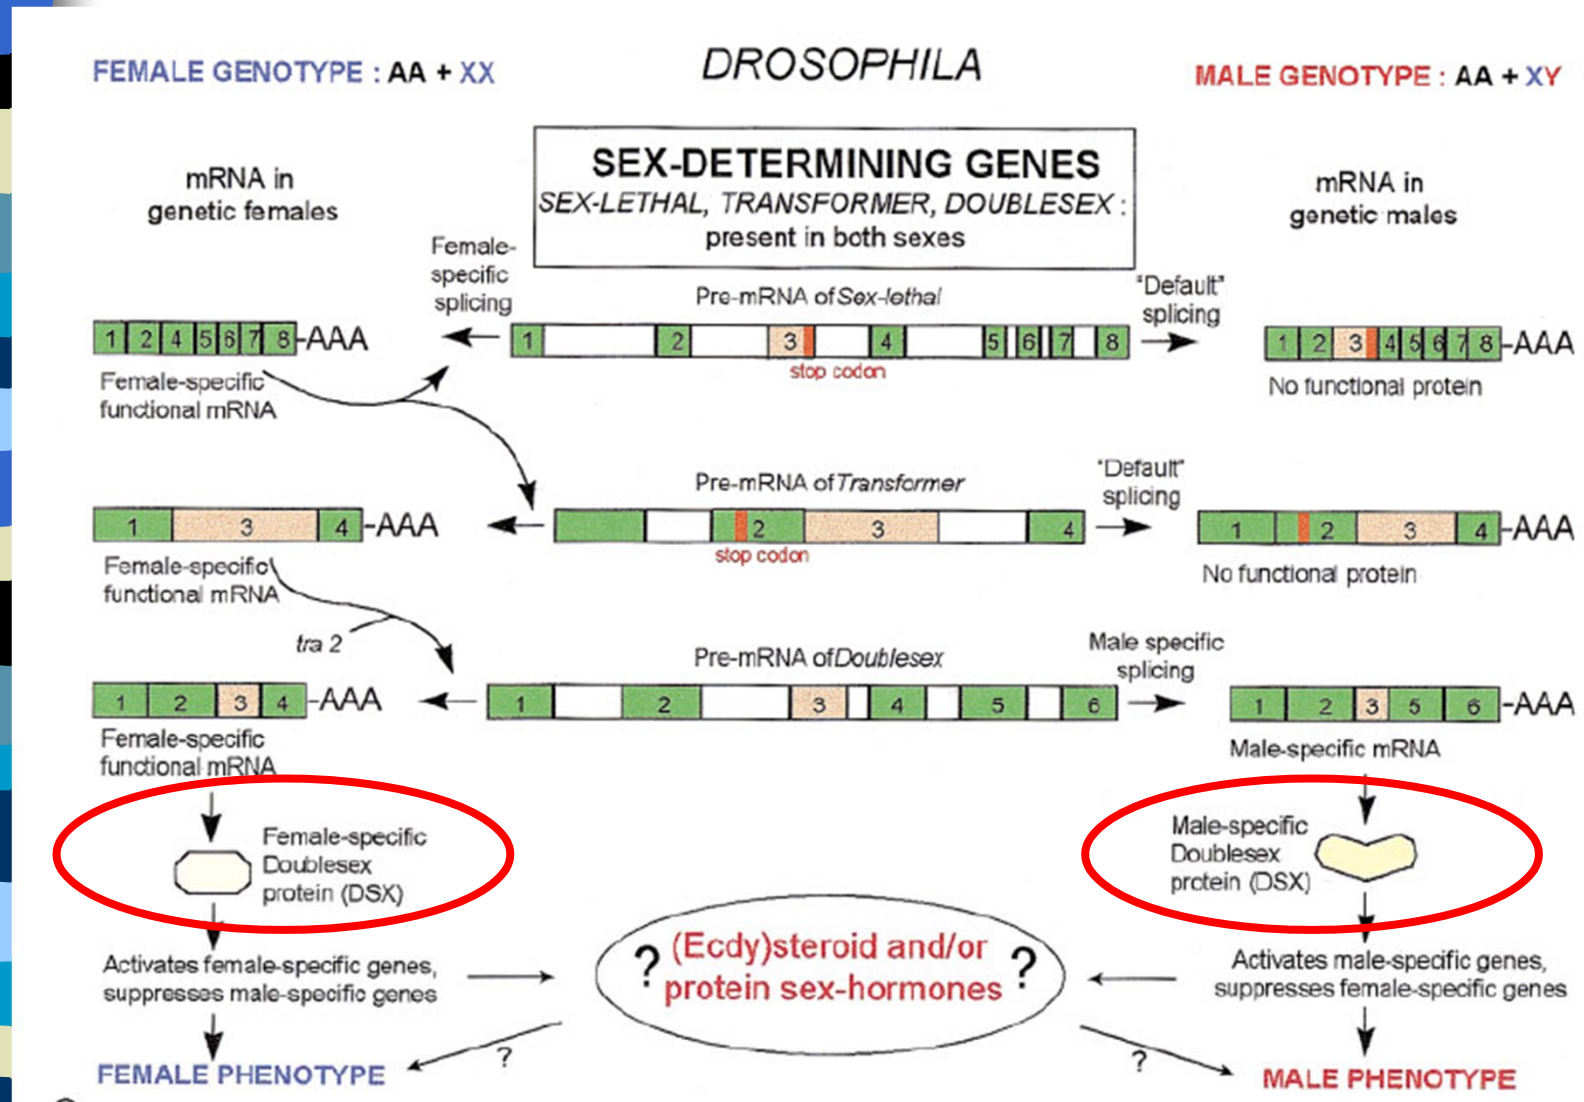 DROSOPHILA
FEMALE GENOTYPE : AA + XX
MALE GENOTYPE : AA + XY
SEX-DETERMINING GENES
SEX-LETHAL, TRANSFORMER, DOUBLESEX :
present in both sexes
mRNA in
genetic females
mRNA in
genetic males
Female-
specific
splicing
Pre-mRNA of Sex-lethal
"Default"
splicing
1 2 4 5 6 7 8 -AAA
1 2 3 4 5 6 7 8
1 2 3 4 5 6 7 8 -AAA
stop codon
Female-specific
functional mRNA
No functional protein
Pre-mRNA of Transformer
"Default"
splicing
1 3 4 -AAA
2 3 4
1 2 3 4 -AAA
stop codon
Female-specific
functional mRNA
No functional protein
tra 2
Pre-mRNA of Doublesex
Male specific
splicing
1 2 3 4 -AAA
1 2 3 4 5 6
1 2 3 5 6 -AAA
Female-specific
functional mRNA
Male-specific mRNA
Female-specific
Doublesex
protein (DSX)
Male-specific
Doublesex
protein (DSX)
Activates female-specific genes,
suppresses male-specific genes
? (Ecdy)steroid and/or ?
protein sex-hormones
Activates male-specific genes,
suppresses female-specific genes
?
?
FEMALE PHENOTYPE
MALE PHENOTYPE